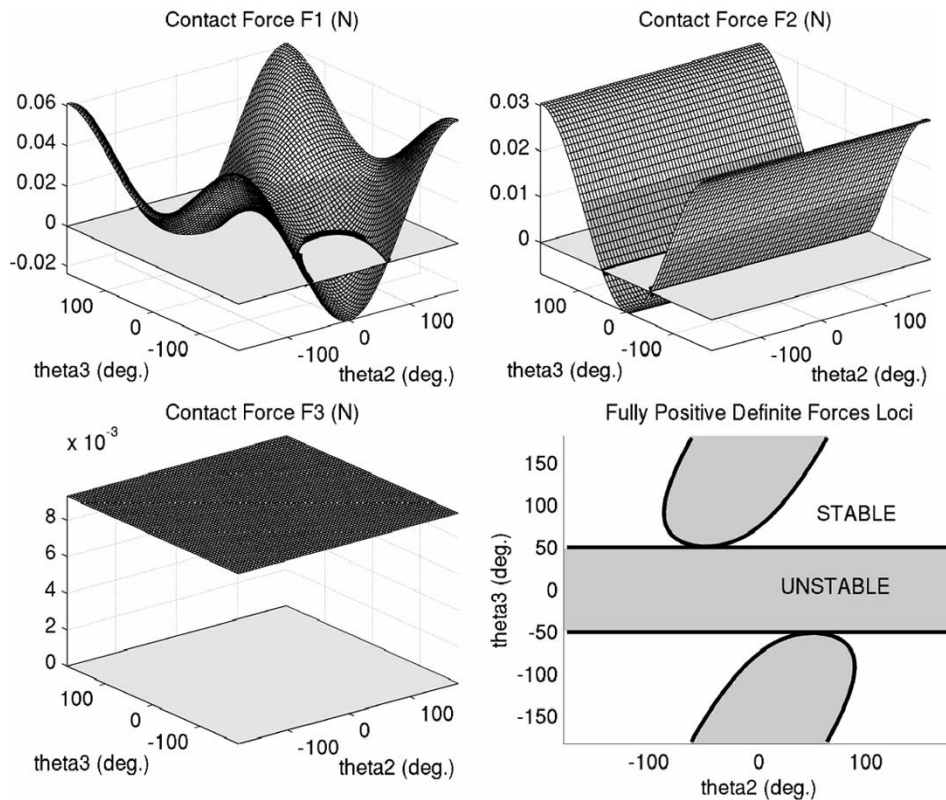 Contact Force F1 (N)
0.06
0.04
0.02
0
-0.02
100
0
-100
theta3 (deg.)
-100
0
100
theta2 (deg.)
Contact Force F2 (N)
0.03
0.02
0.01
0
100
0
-100
theta3 (deg.)
-100
0
100
theta2 (deg.)
Contact Force F3 (N)
x 10-3
8
6
4
2
0
100
0
-100
theta3 (deg.)
-100
0
100
theta2 (deg.)
Fully Positive Definite Forces Loci
150
100
50
0
-50
-100
-150
theta3 (deg.)
STABLE
UNSTABLE
-100
0
100
theta2 (deg.)